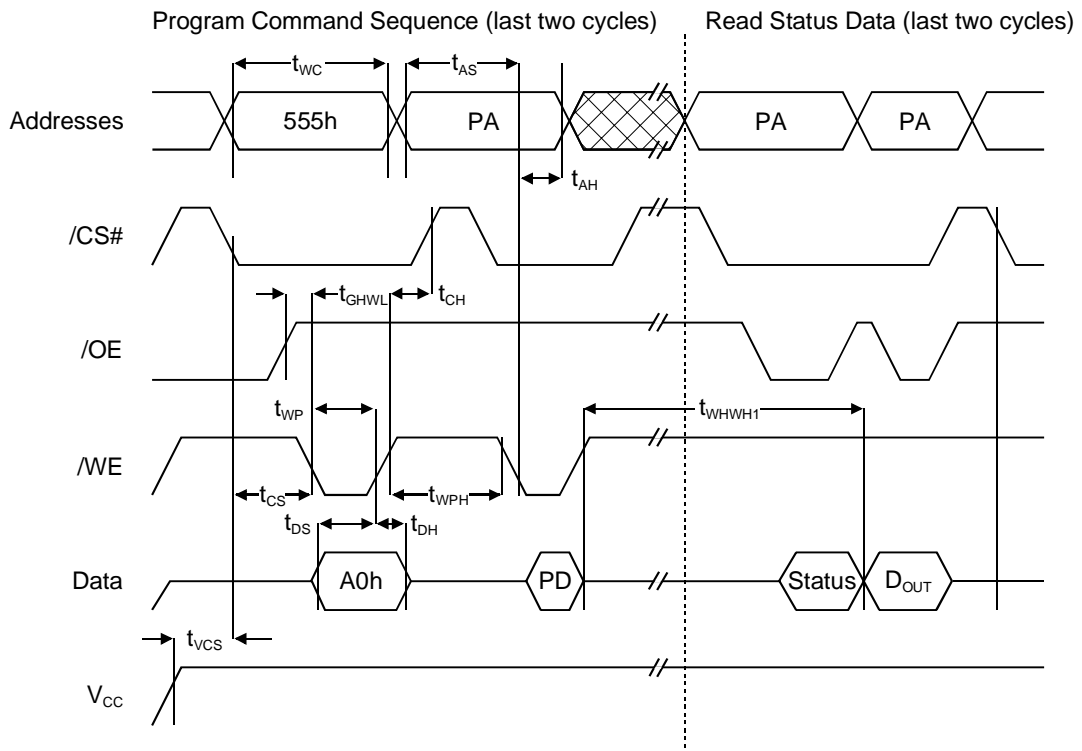 Program Command Sequence (last two cycles) Read Status Data (last two cycles)
tWC tAS
Addresses 555h PA PA PA
tAH
/CS#
tGHWL tCH
/OE
tWP tWHWH1
/WE
tCS tWPH
tDS tDH
Data A0h PD Status DOUT
tVCS
VCC